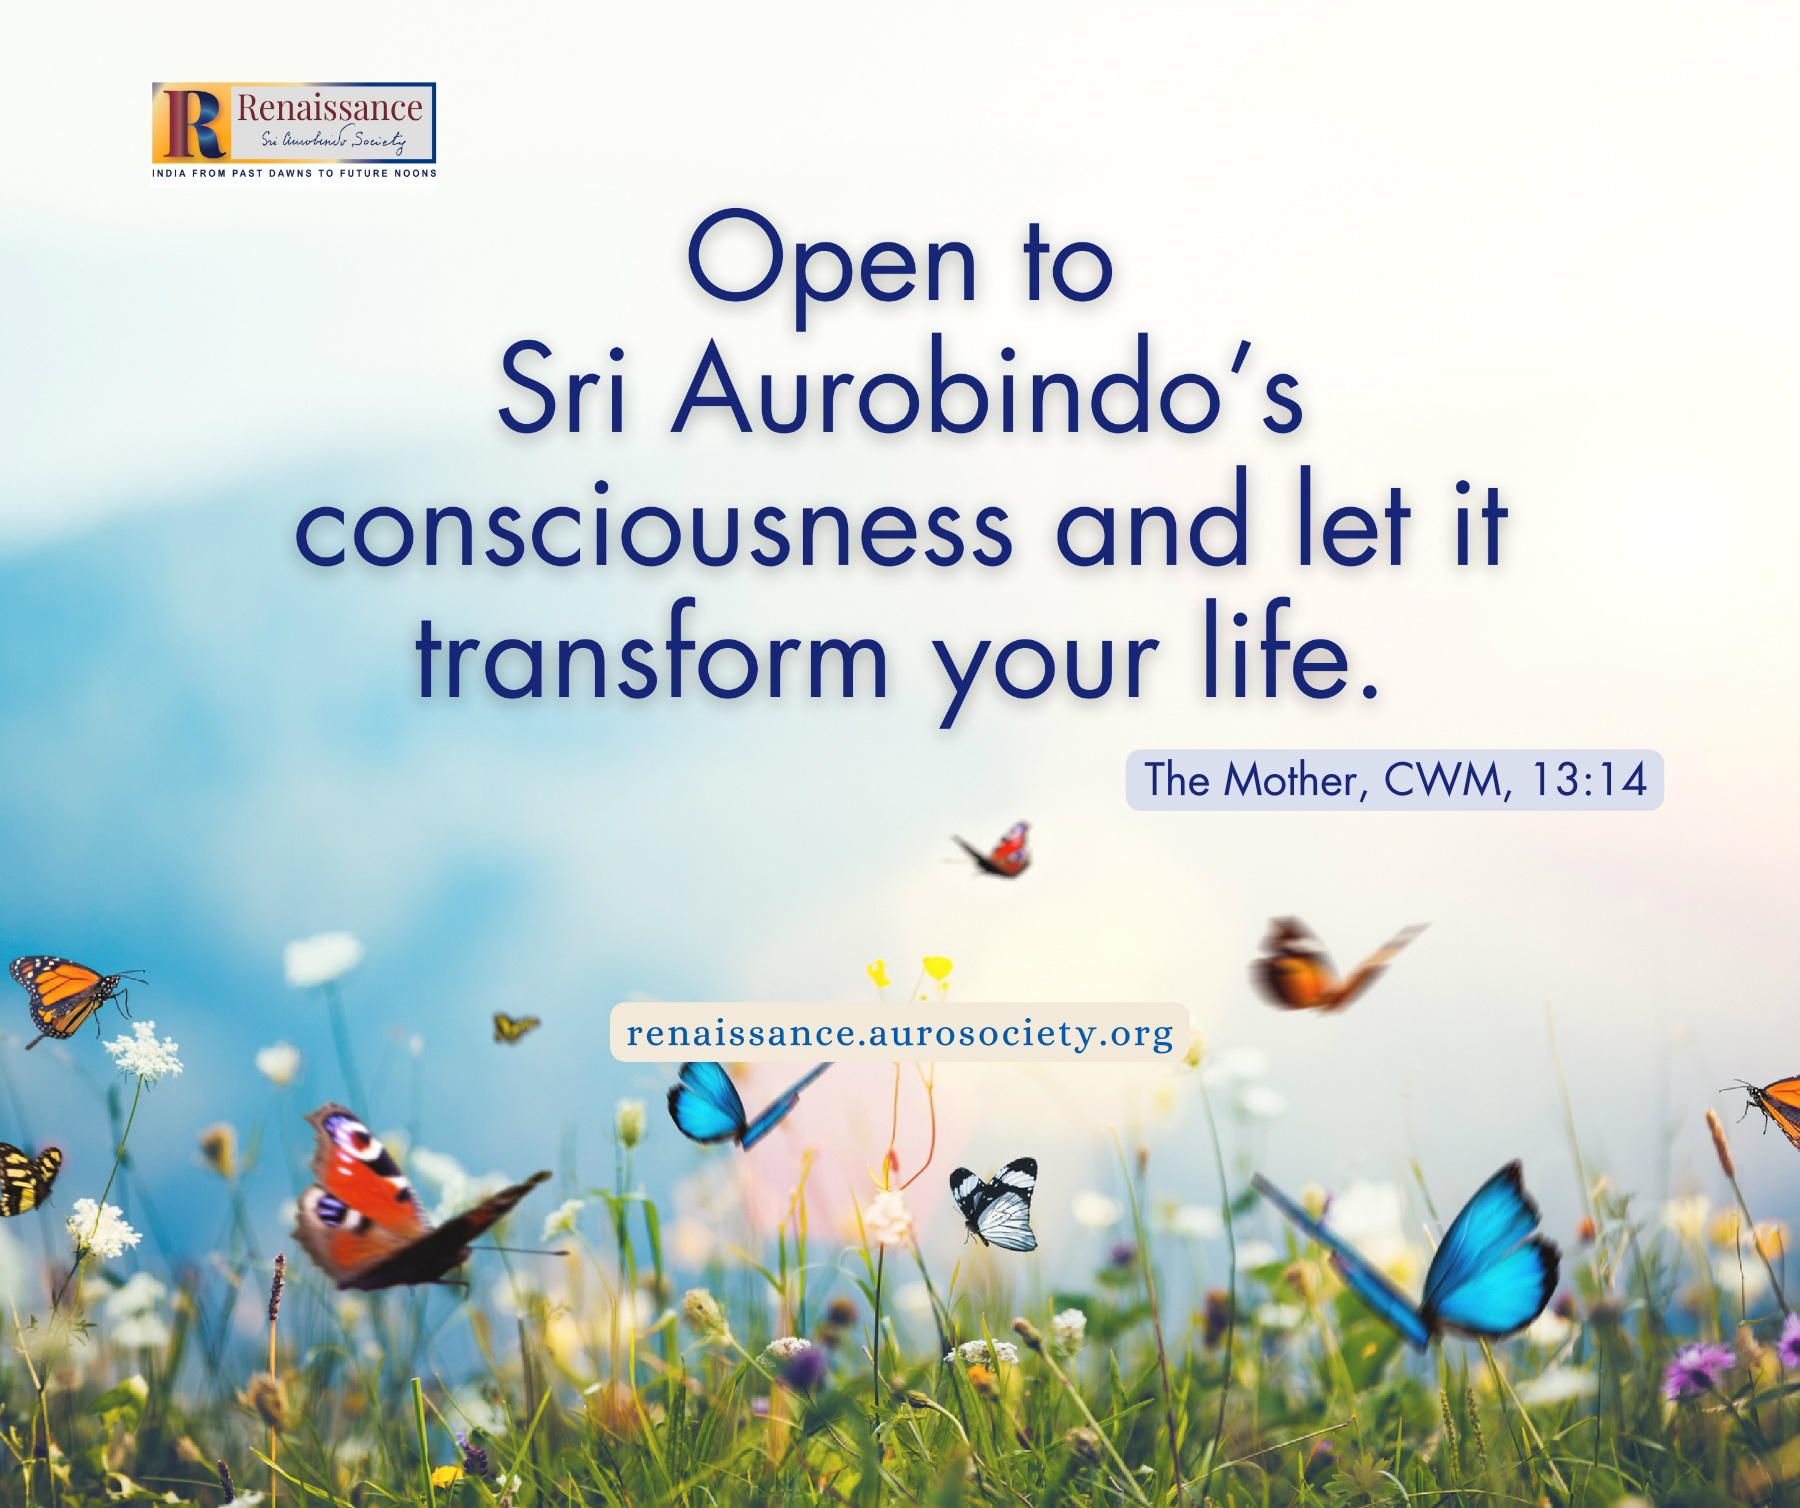 R Renaissance
Sri Aurobindo Society
INDIA FROM PAST DAWNS TO FUTURE NOONS
Open to
Sri Aurobindo’s
consciousness and let it
transform your life.
The Mother, CWM, 13:14
renaissance.aurosociety.org